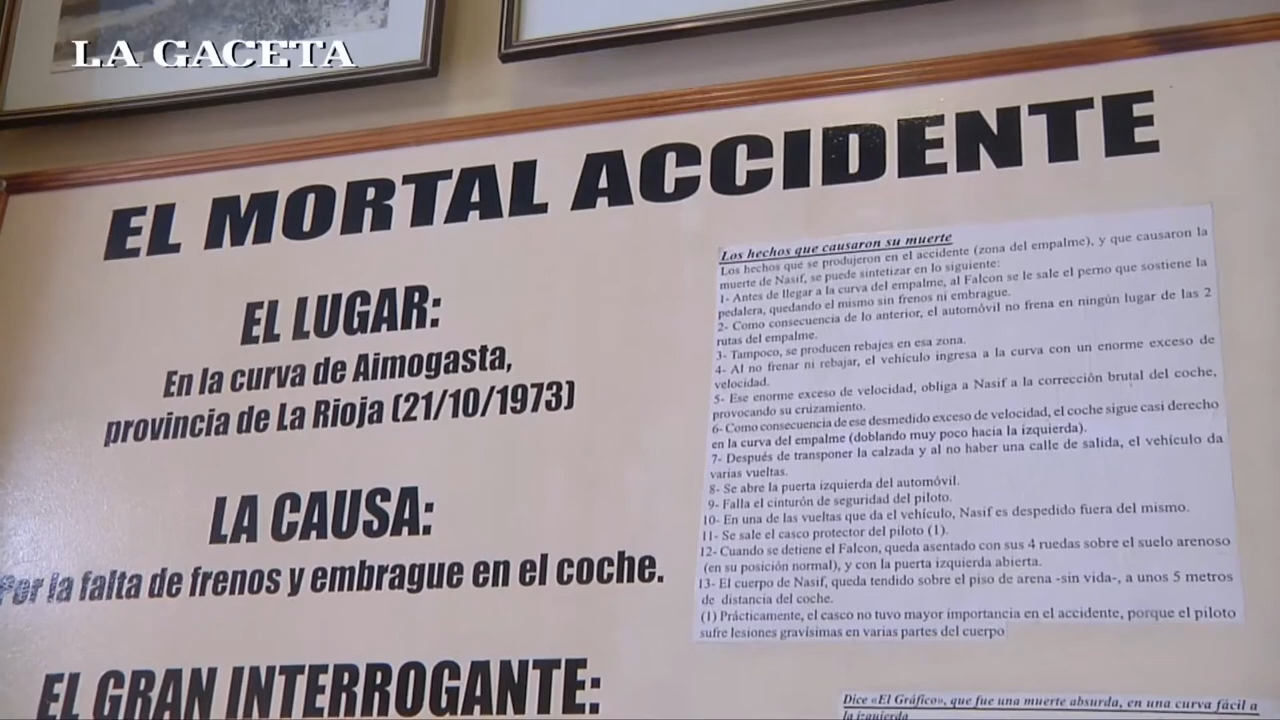 LA GACETA
EL MORTAL ACCIDENTE
EL LUGAR:
En la curva de Aimogasta,
provincia de La Rioja (21/10/1973)
LA CAUSA:
Por la falta de frenos y embrague en el coche.
EL GRAN INTERROGANTE:
Los hechos que causaron su muerte
Los hechos que se produjeron en el accidente (zona del empalme), y que causaron la
muerte de Nasif, se puede sintetizar en lo siguiente:
1- Antes de llegar a la curva del empalme, al Falcon se le sale el perno que sostiene la
pedalera, quedando el mismo sin frenos ni embrague.
2- Como consecuencia de lo anterior, el automóvil no frena en ningún lugar de las 2
rutas del empalme.
3- Tampoco, se producen rebajes en esa zona.
4- Al no frenar ni rebajar, el vehículo ingresa a la curva con un enorme exceso de
velocidad.
5- Ese enorme exceso de velocidad, obliga a Nasif a la corrección brutal del coche,
provocando su cruzamiento.
6- Como consecuencia de ese desmedido exceso de velocidad, el coche sigue casi derecho
en la curva del empalme (doblando muy poco hacia la izquierda).
7- Después de transponer la calzada y al no haber una calle de salida, el vehículo da
varias vueltas.
8- Se abre la puerta izquierda del automóvil.
9- Falla el cinturón de seguridad del piloto.
10- En una de las vueltas que da el vehículo, Nasif es despedido fuera del mismo.
11- Se sale el casco protector del piloto (1).
12- Cuando se detiene el Falcon, queda asentado con sus 4 ruedas sobre el suelo arenoso
(en su posición normal), y con la puerta izquierda abierta.
13- El cuerpo de Nasif, queda tendido sobre el piso de arena -sin vida-, a unos 5 metros
de distancia del coche.
(1) Prácticamente, el casco no tuvo mayor importancia en el accidente, porque el piloto
sufre lesiones gravísimas en varias partes del cuerpo
Dice «El Gráfico», que fue una muerte absurda, en una curva fácil a
la izquierda